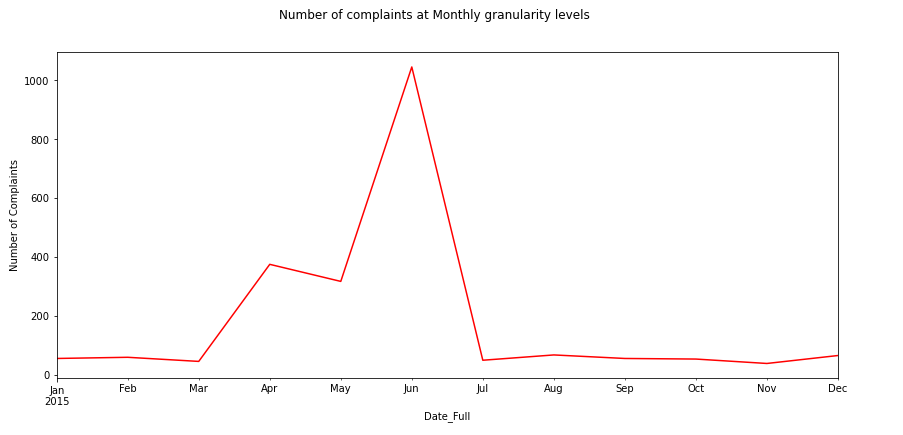 Number of complaints at Monthly granularity levels
Number of Complaints
1000
800
600
400
200
0
Jan Feb Mar Apr May Jun Jul Aug Sep Oct Nov Dec
2015
Date_Full